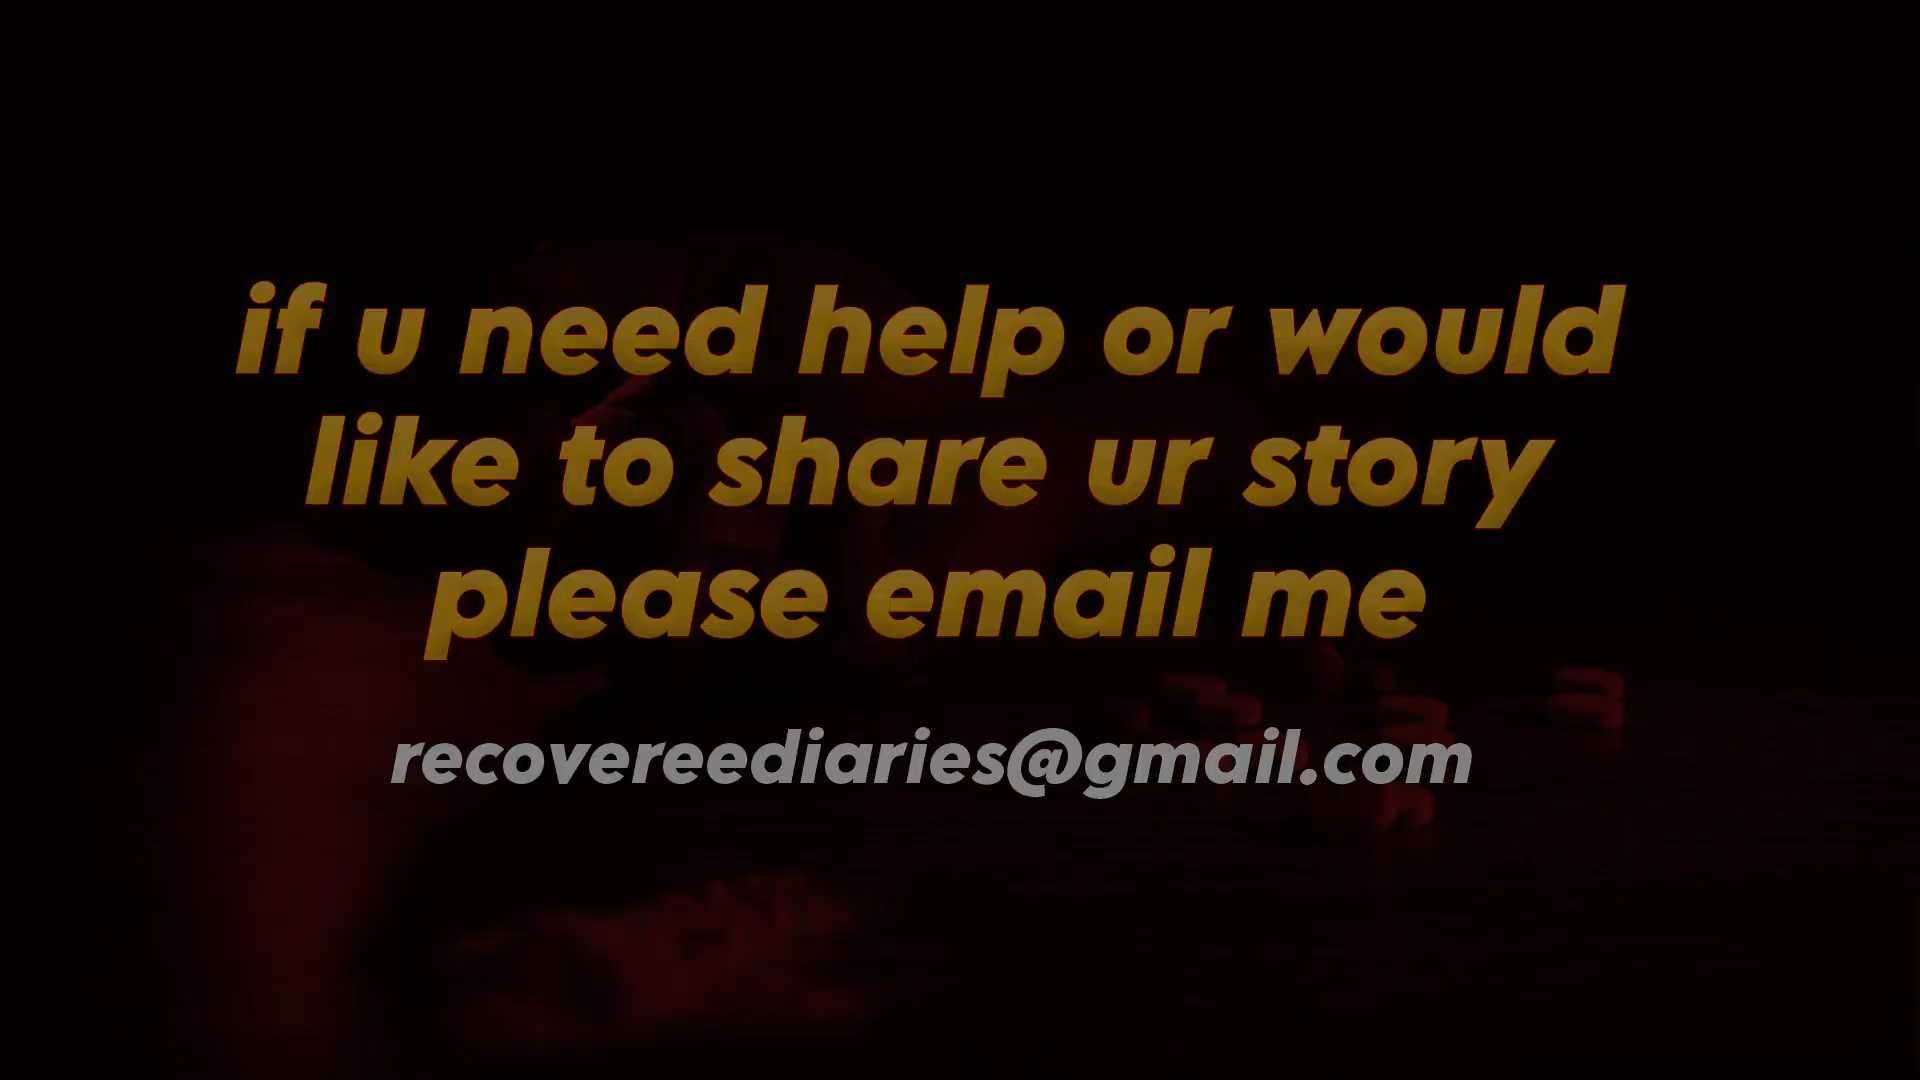 if u need help or would
like to share ur story
please email me
recovereediaries@gmail.com